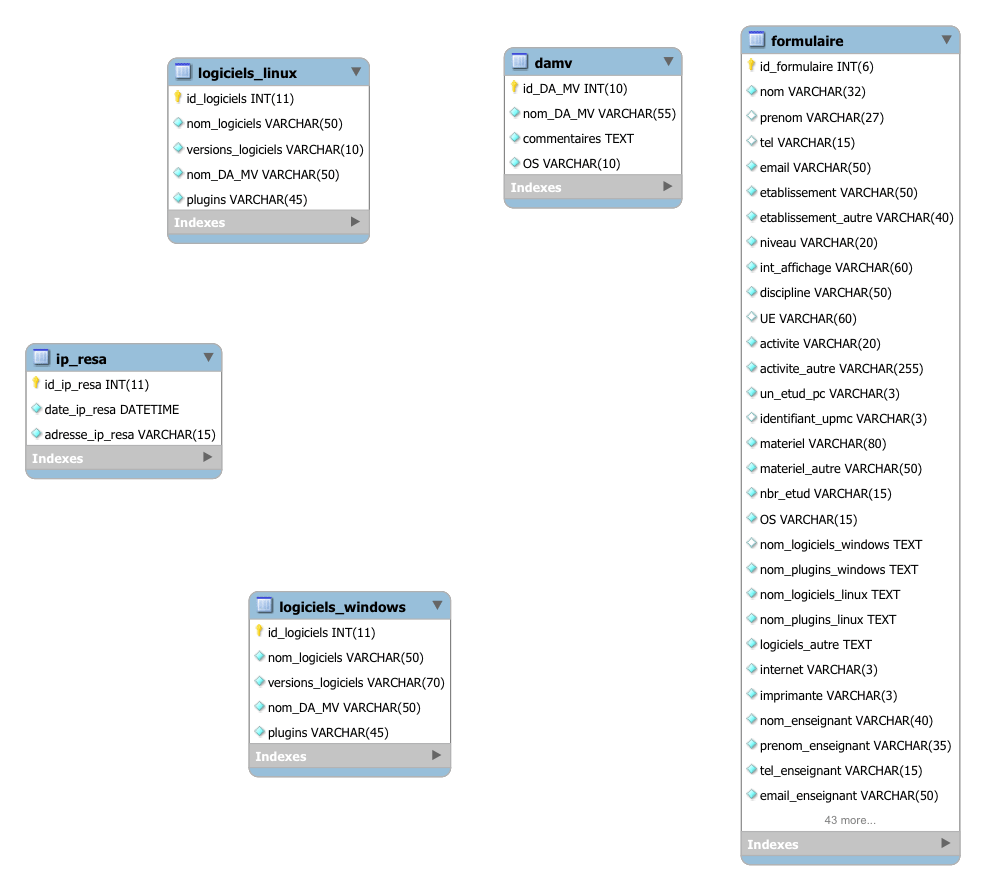 logiciels_linux
id_logiciels INT(11)
nom_logiciels VARCHAR(50)
versions_logiciels VARCHAR(10)
nom_DA_MV VARCHAR(50)
plugins VARCHAR(45)
Indexes
damv
id_DA_MV INT(10)
nom_DA_MV VARCHAR(55)
commentaires TEXT
OS VARCHAR(10)
Indexes
formulaire
id_formulaire INT(6)
nom VARCHAR(32)
prenom VARCHAR(27)
tel VARCHAR(15)
email VARCHAR(50)
etablissement VARCHAR(50)
etablissement_autre VARCHAR(40)
niveau VARCHAR(20)
int_affichage VARCHAR(60)
discipline VARCHAR(50)
UE VARCHAR(60)
activite VARCHAR(20)
activite_autre VARCHAR(255)
un_etud_pc VARCHAR(3)
identifiant_upmc VARCHAR(3)
materiel VARCHAR(80)
materiel_autre VARCHAR(50)
nbr_etud VARCHAR(15)
OS VARCHAR(15)
nom_logiciels_windows TEXT
nom_plugins_windows TEXT
nom_logiciels_linux TEXT
nom_plugins_linux TEXT
logiciels_autre TEXT
internet VARCHAR(3)
imprimante VARCHAR(3)
nom_enseignant VARCHAR(40)
prenom_enseignant VARCHAR(35)
tel_enseignant VARCHAR(15)
email_enseignant VARCHAR(50)
43 more...
Indexes
ip_resa
id_ip_resa INT(11)
date_ip_resa DATETIME
adresse_ip_resa VARCHAR(15)
Indexes
logiciels_windows
id_logiciels INT(11)
nom_logiciels VARCHAR(50)
versions_logiciels VARCHAR(70)
nom_DA_MV VARCHAR(50)
plugins VARCHAR(45)
Indexes